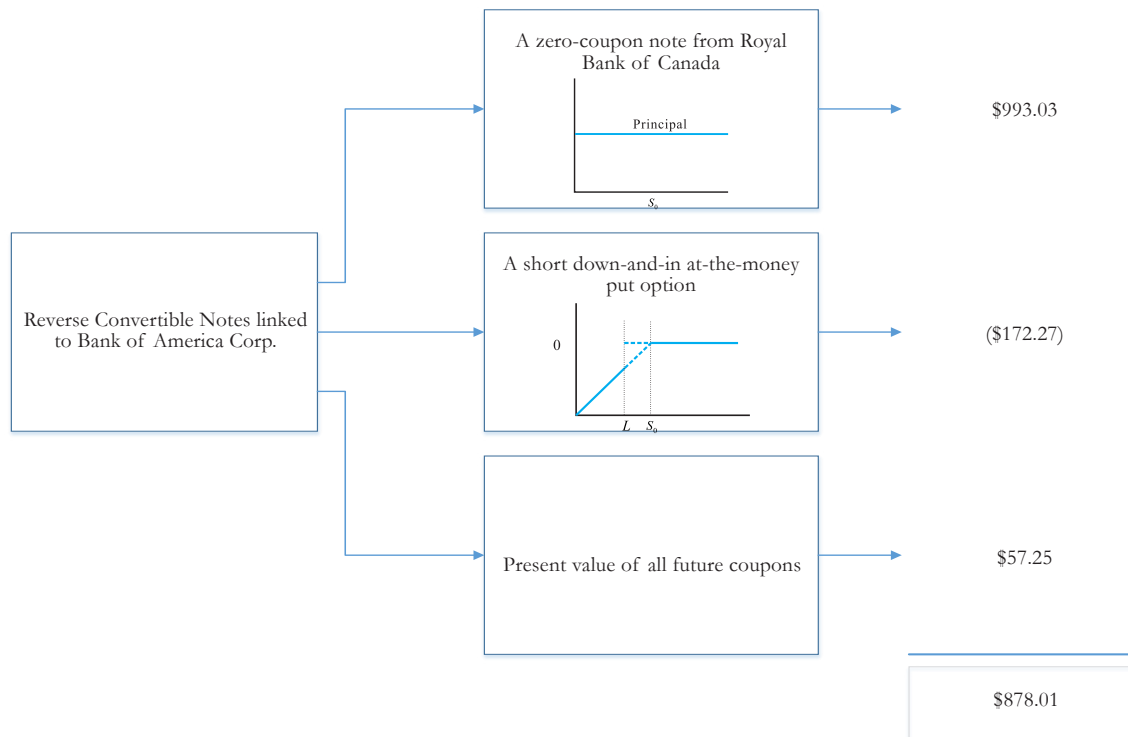 A zero-coupon note from Royal
Bank of Canada
Principal
S₀
$993.03
Reverse Convertible Notes linked
to Bank of America Corp.
A short down-and-in at-the-money
put option
0
L S₀
($172.27)
Present value of all future coupons
$57.25
$878.01